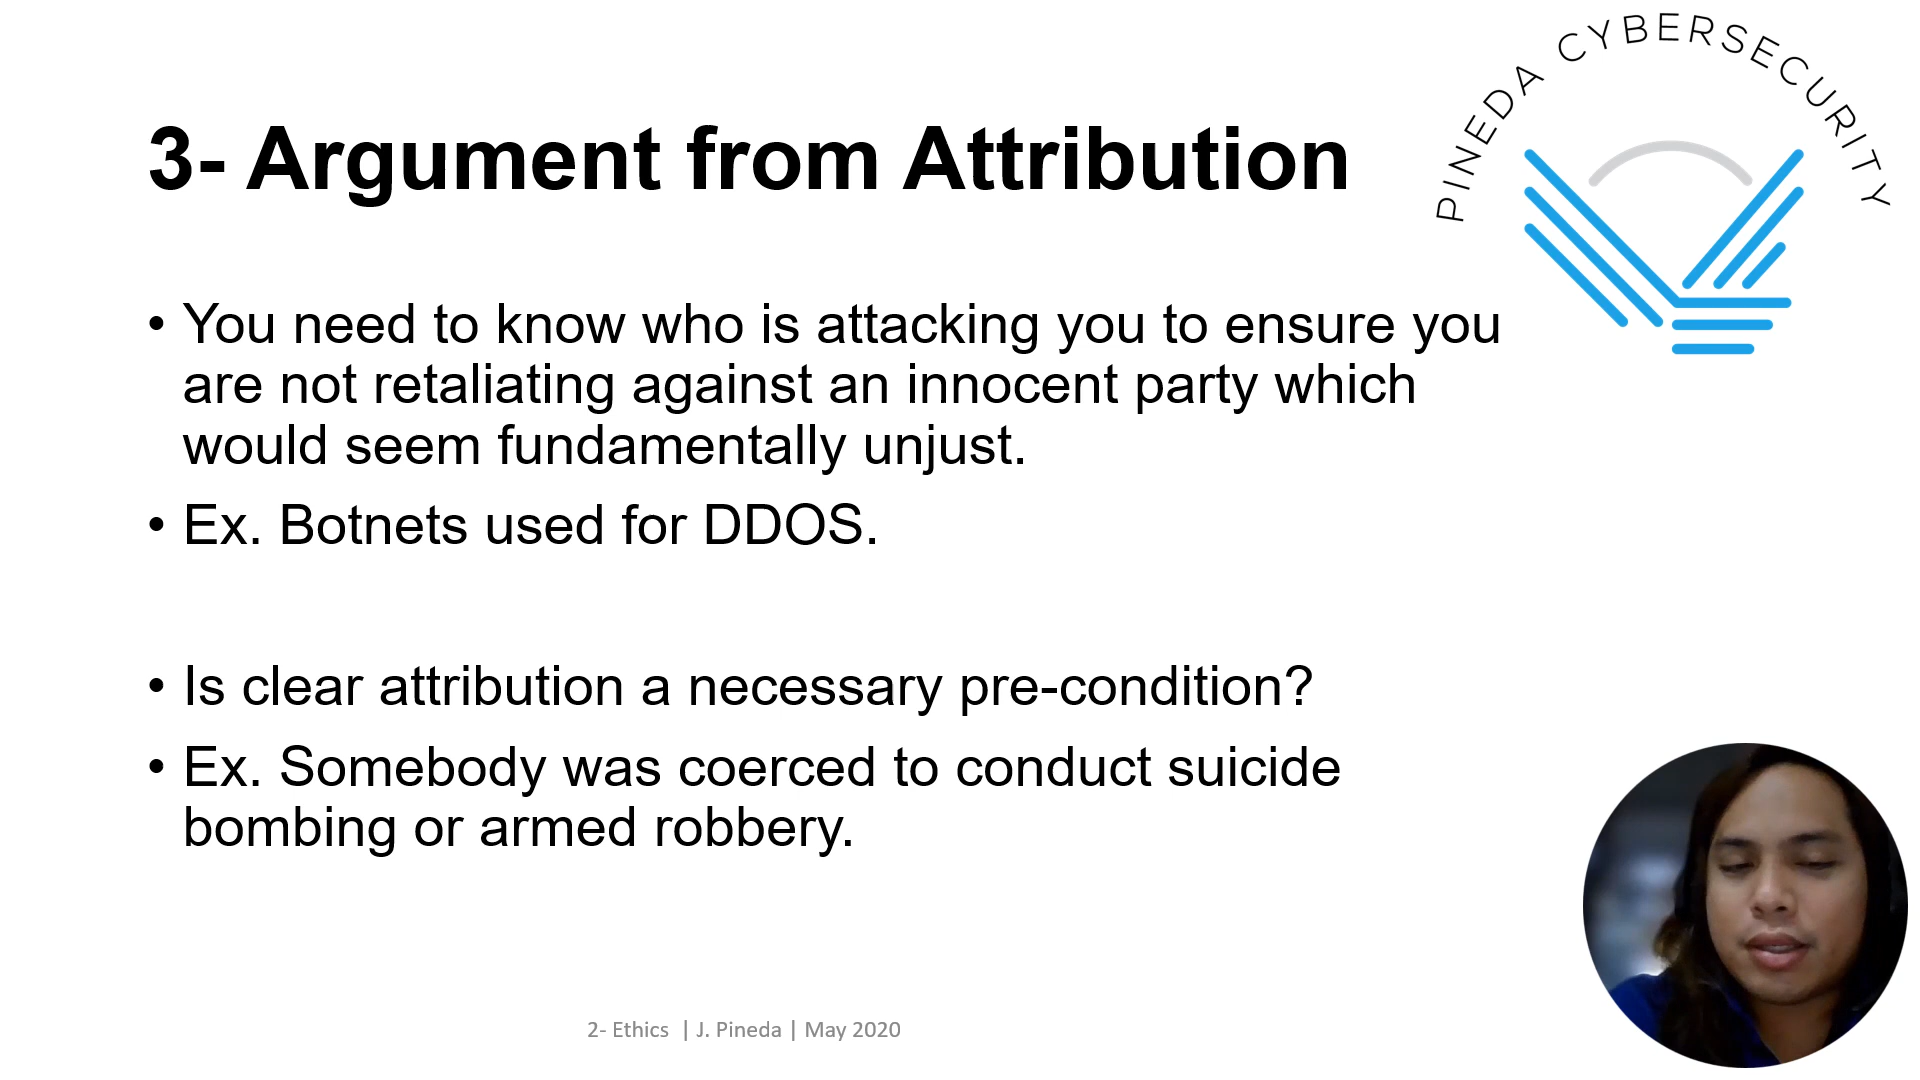 PINEDA CYBERSECURITY
3- Argument from Attribution
• You need to know who is attacking you to ensure you
are not retaliating against an innocent party which
would seem fundamentally unjust.
• Ex. Botnets used for DDOS.
• Is clear attribution a necessary pre-condition?
• Ex. Somebody was coerced to conduct suicide
bombing or armed robbery.
2- Ethics | J. Pineda | May 2020